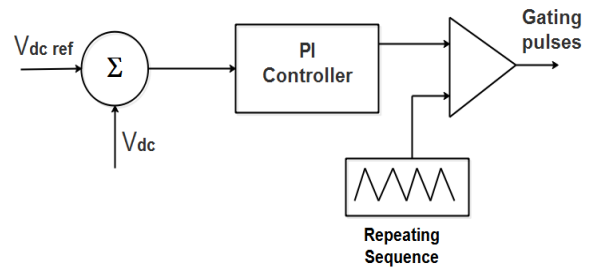 Vdc ref
Σ
Vdc
PI
Controller
Gating
pulses
Repeating
Sequence